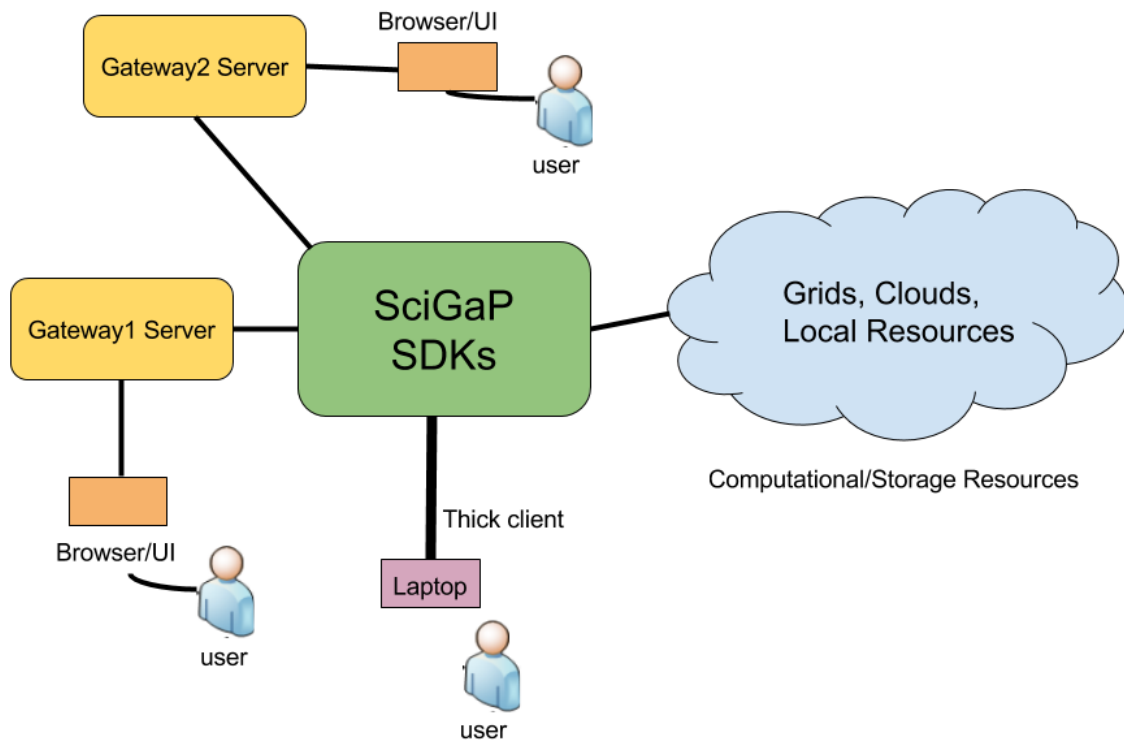 Browser/UI
Gateway2 Server
user
SciGaP
SDKs
Grids, Clouds,
Local Resources
Gateway1 Server
Computational/Storage Resources
Thick client
Browser/UI
Laptop
user
user